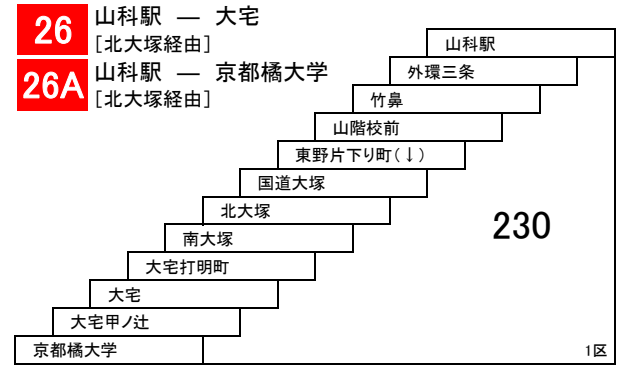 26 山科駅 ― 大宅
[北大塚経由]
26A 山科駅 ― 京都橘大学
[北大塚経由]
山科駅
外環三条
竹鼻
山階校前
東野片下り町(↓)
国道大塚
北大塚
230
南大塚
大宅打明町
大宅
大宅甲ノ辻
京都橘大学
1区